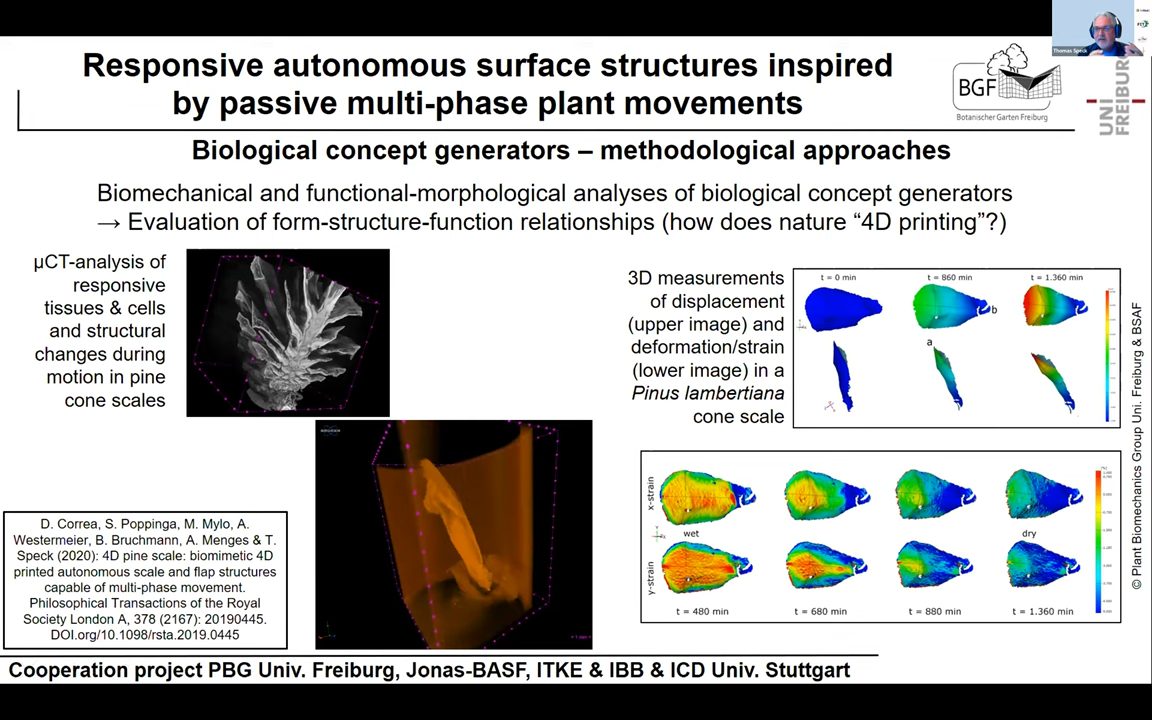 Thomas Speck
Responsive autonomous surface structures inspired
by passive multi-phase plant movements
BGF
Botanischer Garten Freiburg
UNI
FREIBURG
Biological concept generators – methodological approaches
Biomechanical and functional-morphological analyses of biological concept generators
→ Evaluation of form-structure-function relationships (how does nature “4D printing”?)
µCT-analysis of
responsive
tissues & cells
and structural
changes during
motion in pine
cone scales
3D measurements
of displacement
(upper image) and
deformation/strain
(lower image) in a
Pinus lambertiana
cone scale
t = 0 min
t = 860 min
t = 1.360 min
b
a
x-strain
wet
dry
y-strain
t = 480 min
t = 680 min
t = 880 min
t = 1.360 min
© Plant Biomechanics Group Uni. Freiburg & BSAF
D. Correa, S. Poppinga, M. Mylo, A.
Westermeier, B. Bruchmann, A. Menges & T.
Speck (2020): 4D pine scale: biomimetic 4D
printed autonomous scale and flap structures
capable of multi-phase movement.
Philosophical Transactions of the Royal
Society London A, 378 (2167): 20190445.
DOI.org/10.1098/rsta.2019.0445
Cooperation project PBG Univ. Freiburg, Jonas-BASF, ITKE & IBB & ICD Univ. Stuttgart